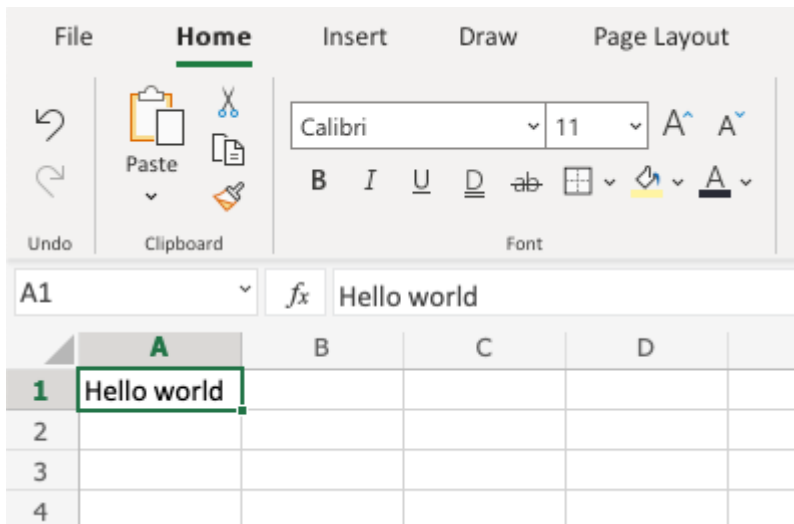 File Home Insert Draw Page Layout
Calibri 11 A A
Paste
B I U D ab A
Undo Clipboard Font
A1 fx Hello world
A B C D
1 Hello world
2
3
4